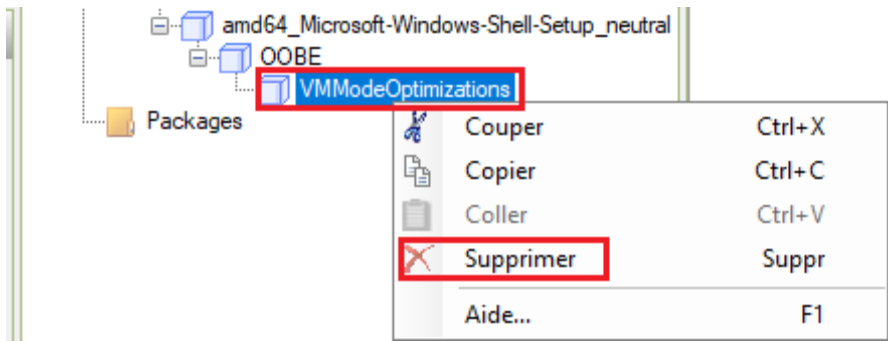 amd64_Microsoft-Windows-Shell-Setup_neutral
OOBE
VMModeOptimizations
Packages
Couper Ctrl+X
Copier Ctrl+C
Coller Ctrl+V
Supprimer Suppr
Aide... F1